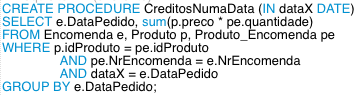 CREATE PROCEDURE CreditosNumaData (IN dataX DATE)
SELECT e.DataPedido, sum(p.preco * pe.quantidade)
FROM Encomenda e, Produto p, Produto_Encomenda pe
WHERE p.idProduto = pe.idProduto
AND pe.NrEncomenda = e.NrEncomenda
AND dataX = e.DataPedido
GROUP BY e.DataPedido;